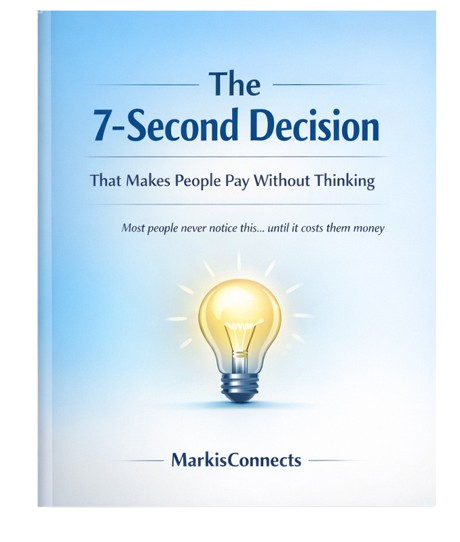 The
7-Second Decision
That Makes People Pay Without Thinking
Most people never notice this... until it costs them money
MarkisConnects